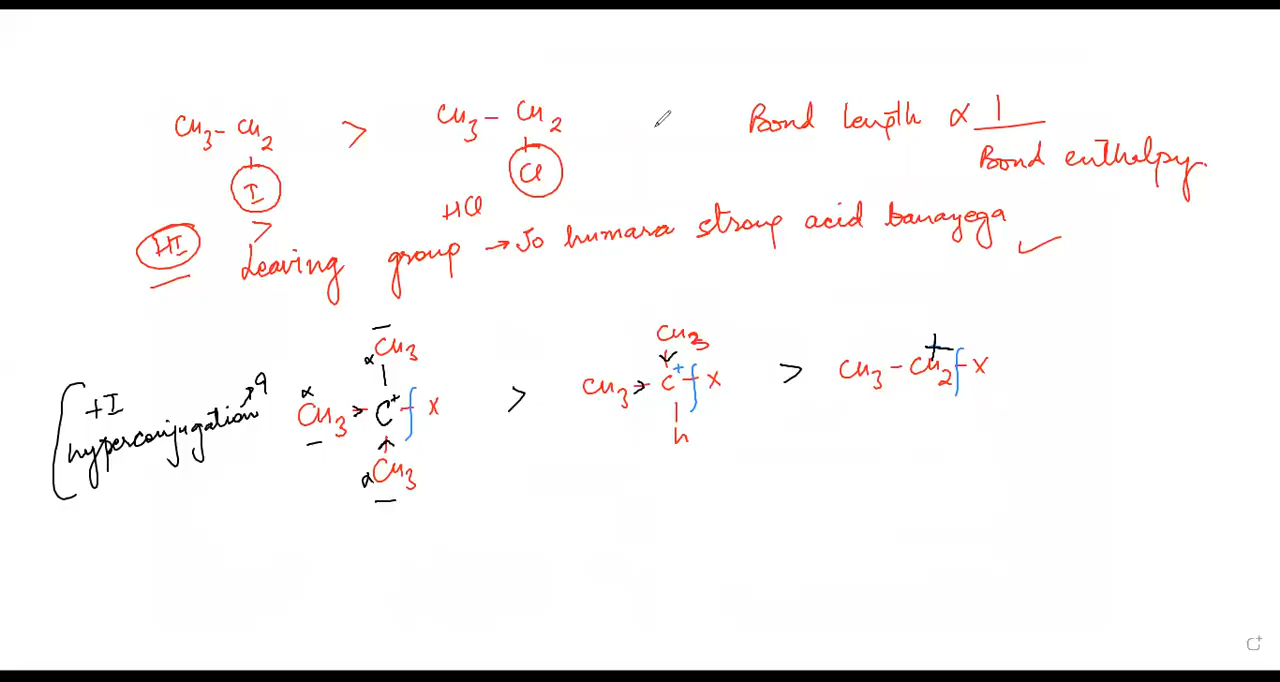 CH3 - CH2 > CH3 - CH2 Bond length ∝ 1
I Cl Bond enthalpy.
HI > HCl
Leaving group → Jo humara strong acid banayega ✓
+I
hyperconjugation 9
α CH3
α CH3 - C+ - X > CH3 - C+ - X > CH3 - CH2 - X
α CH3 CH3 +
h
C+